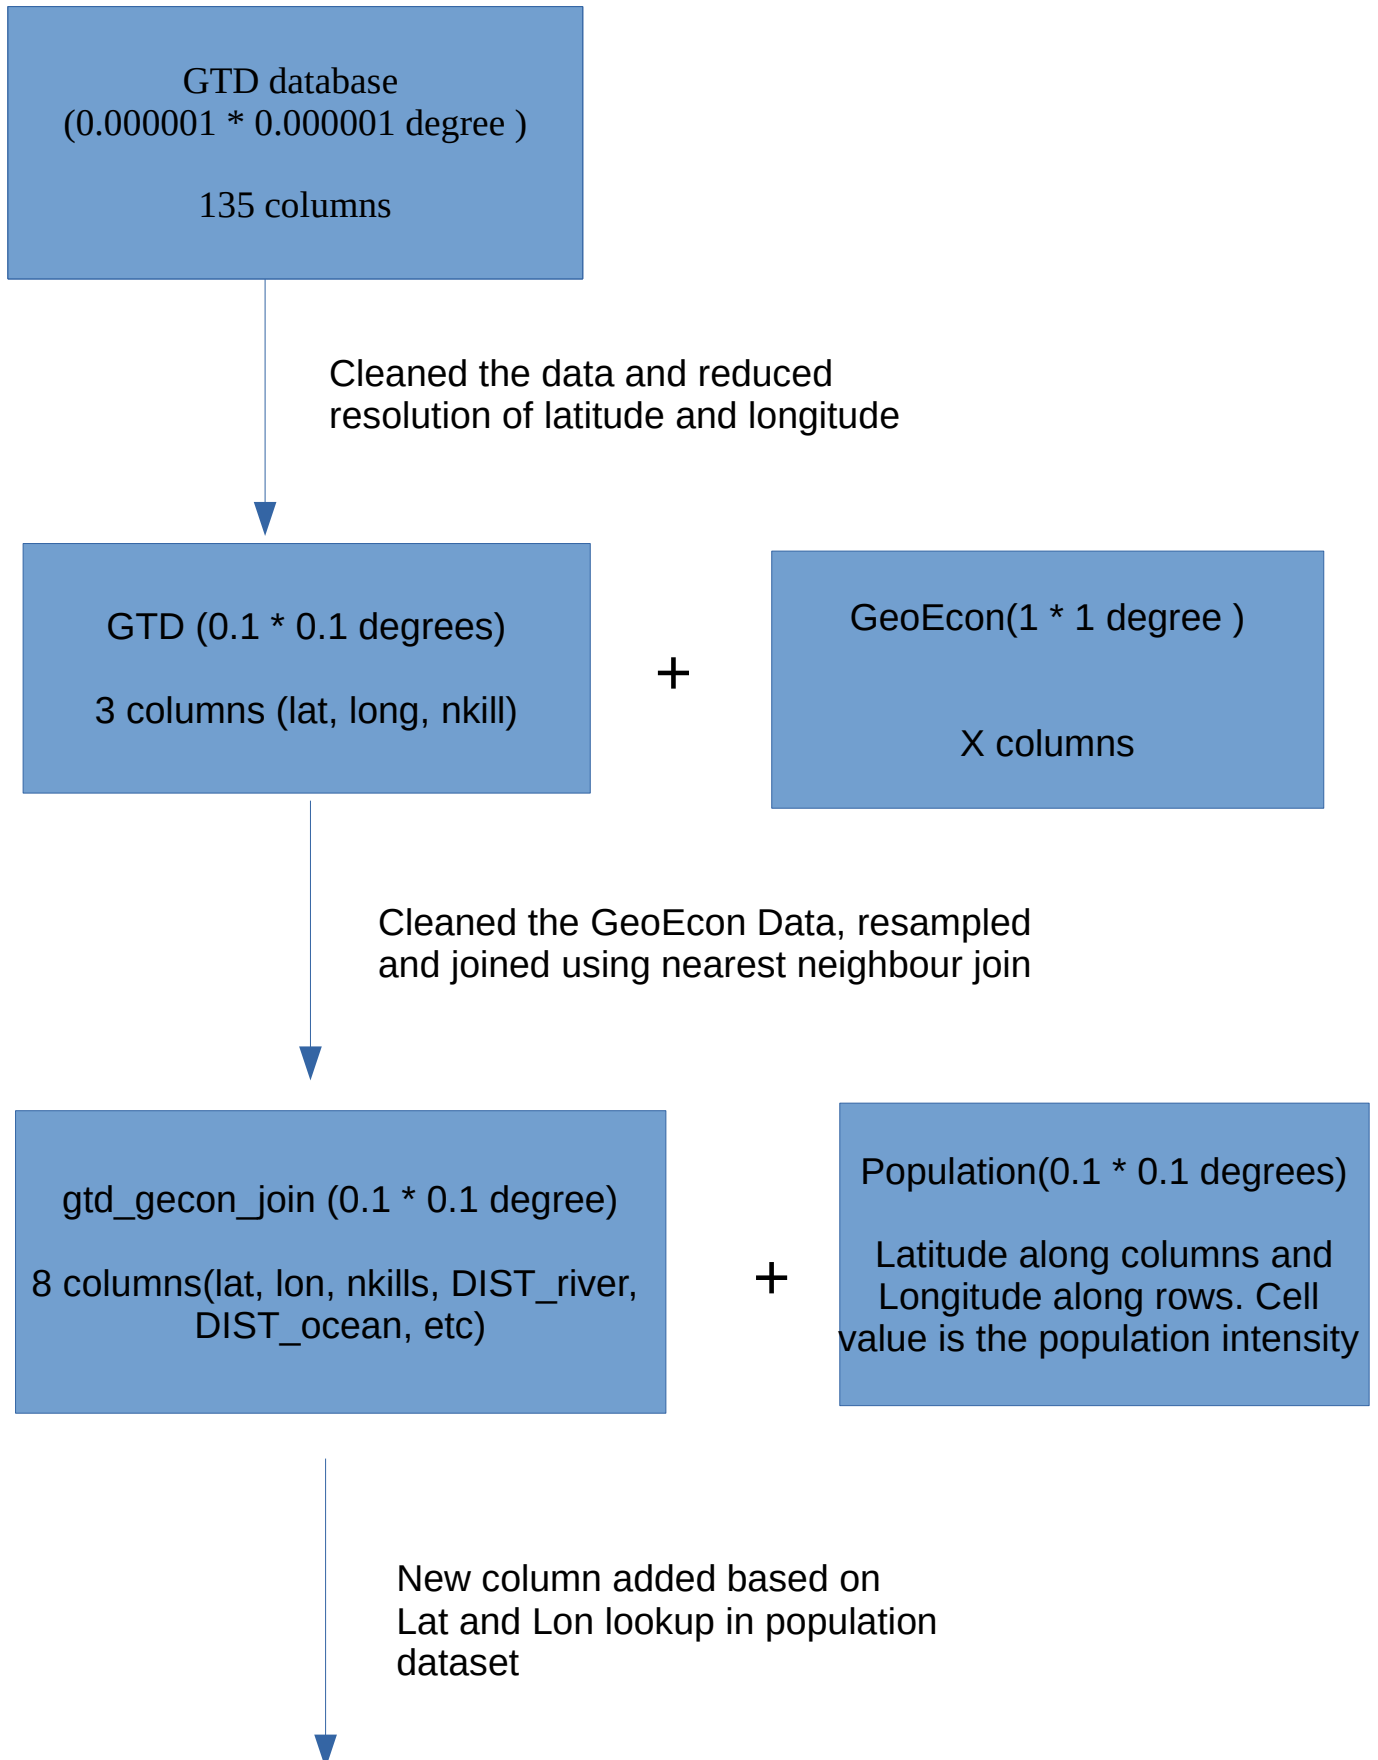 GTD database
(0.000001 * 0.000001 degree )
135 columns
Cleaned the data and reduced
resolution of latitude and longitude
GTD (0.1 * 0.1 degrees)
3 columns (lat, long, nkill)
+
GeoEcon(1 * 1 degree )
X columns
Cleaned the GeoEcon Data, resampled
and joined using nearest neighbour join
gtd_gecon_join (0.1 * 0.1 degree)
8 columns(lat, lon, nkills, DIST_river,
DIST_ocean, etc)
+
Population(0.1 * 0.1 degrees)
Latitude along columns and
Longitude along rows. Cell
value is the population intensity
New column added based on
Lat and Lon lookup in population
dataset